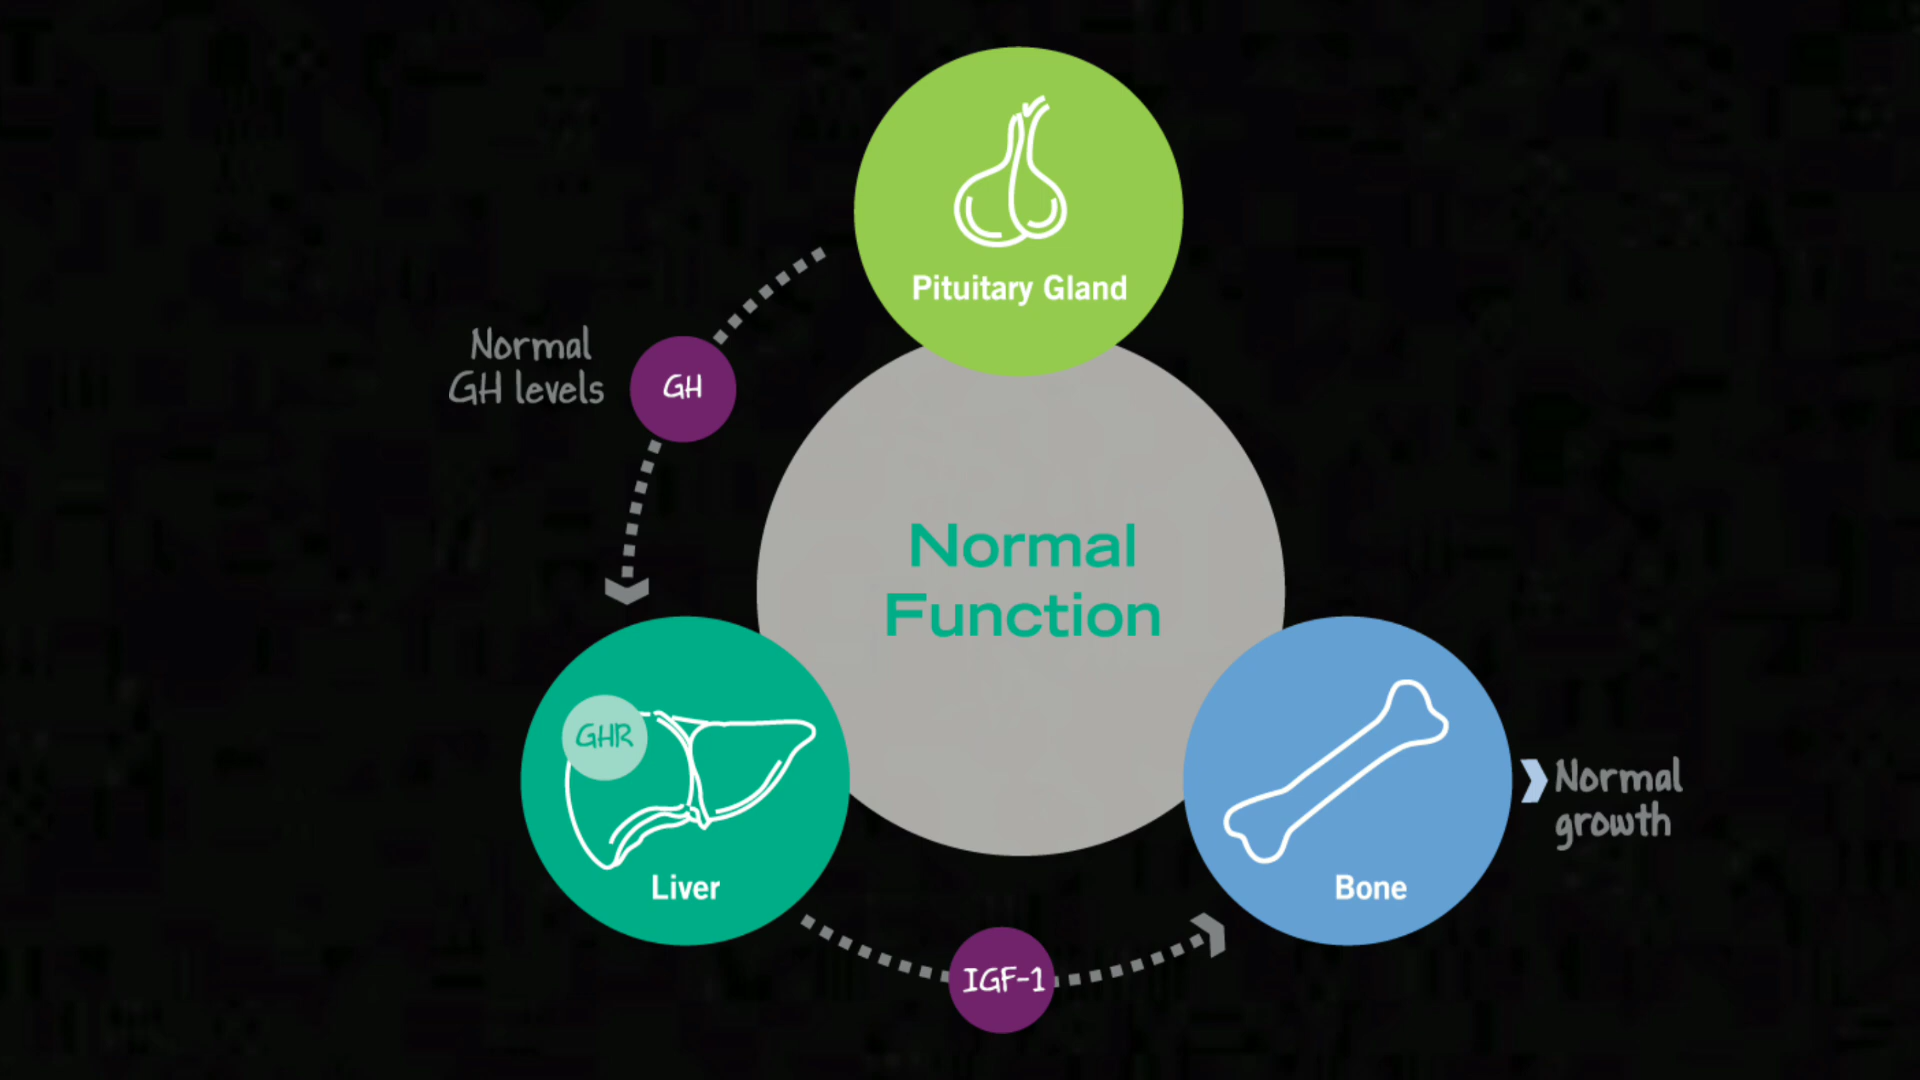 Pituitary Gland
Normal
GH levels
GH
Normal
Function
GHR
Liver
Bone
Normal
growth
IGF-1